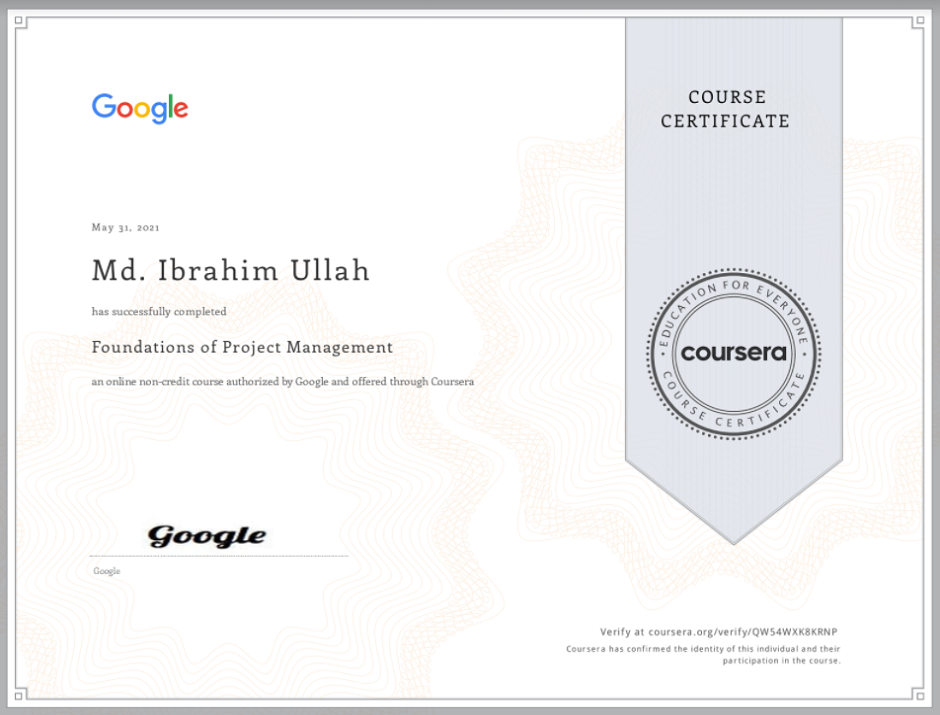 Google
COURSE
CERTIFICATE
May 31, 2021
Md. Ibrahim Ullah
has successfully completed
Foundations of Project Management
an online non-credit course authorized by Google and offered through Coursera
EDUCATION FOR EVERYONE
coursera
COURSE CERTIFICATE
Google
Google
Verify at coursera.org/verify/QW54WXK8KRNP
Coursera has confirmed the identity of this individual and their
participation in the course.